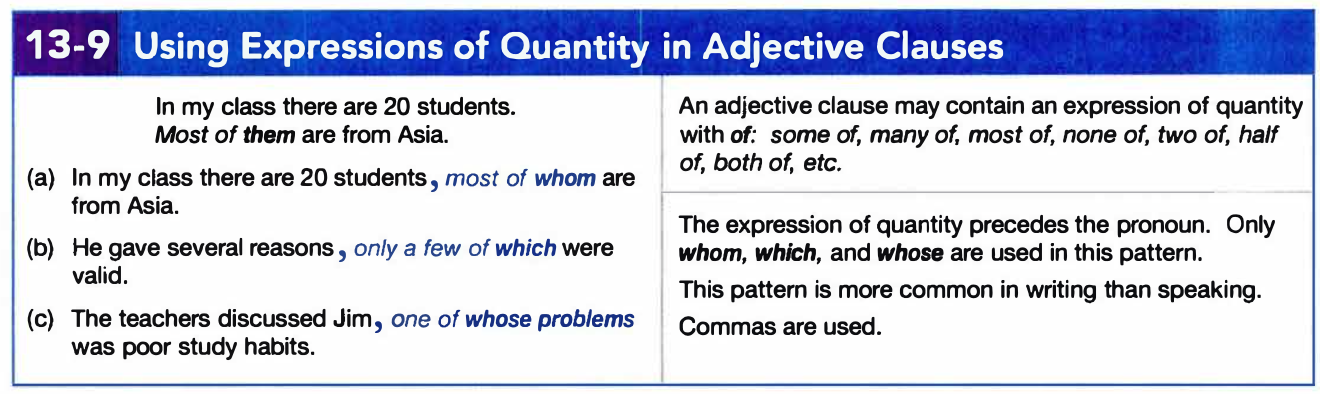 13-9 Using Expressions of Quantity in Adjective Clauses
In my class there are 20 students.
Most of them are from Asia.
(a) In my class there are 20 students, most of whom are
from Asia.
(b) He gave several reasons, only a few of which were
valid.
(c) The teachers discussed Jim, one of whose problems
was poor study habits.
An adjective clause may contain an expression of quantity
with of: some of, many of, most of, none of, two of, half
of, both of, etc.
The expression of quantity precedes the pronoun. Only
whom, which, and whose are used in this pattern.
This pattern is more common in writing than speaking.
Commas are used.